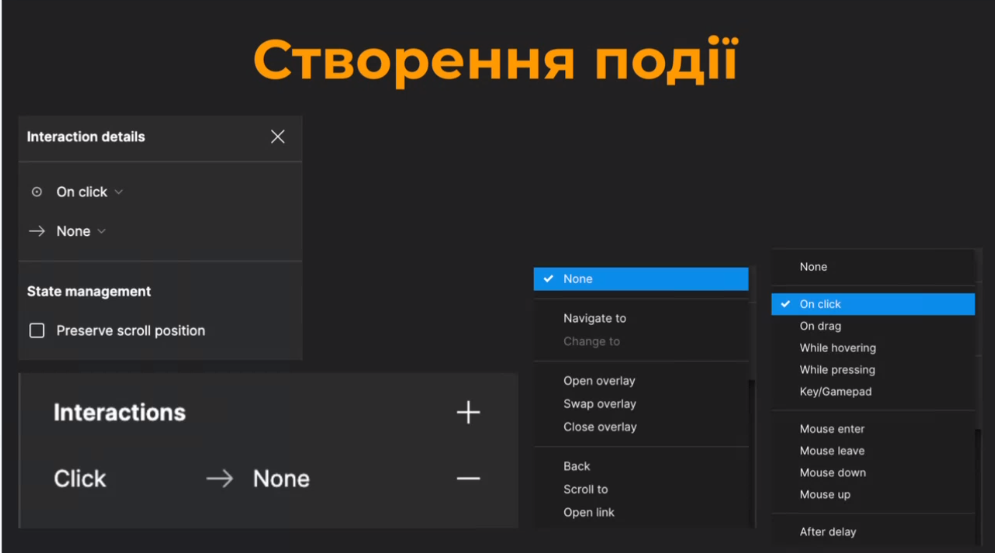 Створення події
Interaction details
On click
None
State management
Preserve scroll position
Interactions
Click → None
None
Navigate to
Change to
Open overlay
Swap overlay
Close overlay
Back
Scroll to
Open link
None
On click
On drag
While hovering
While pressing
Key/Gamepad
Mouse enter
Mouse leave
Mouse down
Mouse up
After delay